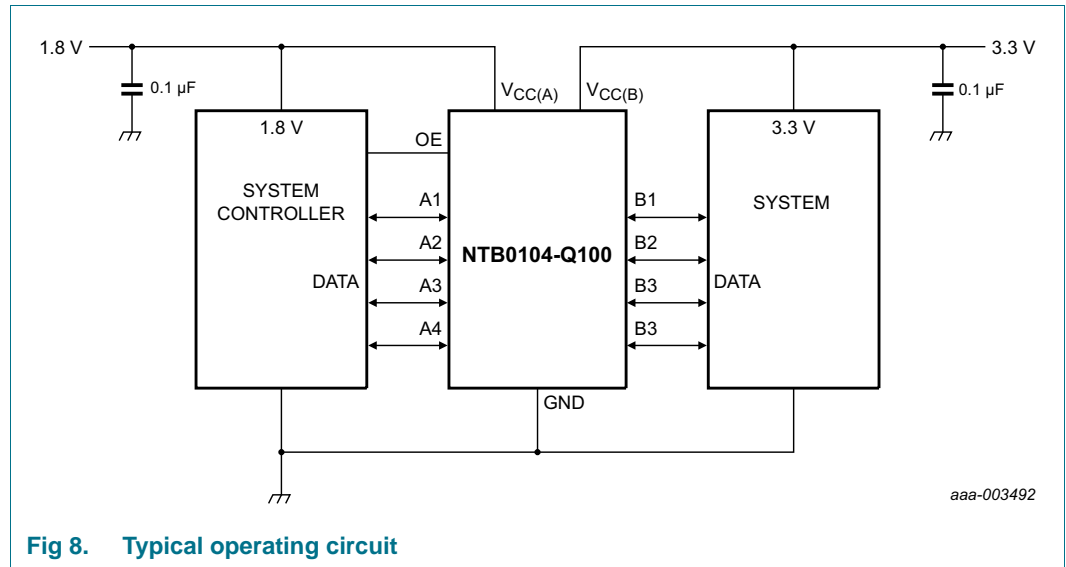 1.8 V
3.3 V
0.1 µF
VCC(A)
VCC(B)
0.1 µF
1.8 V
3.3 V
OE
SYSTEM
CONTROLLER
A1
B1
SYSTEM
A2
NTB0104-Q100
B2
DATA
A3
B3
DATA
A4
B3
GND
aaa-003492
Fig 8. Typical operating circuit